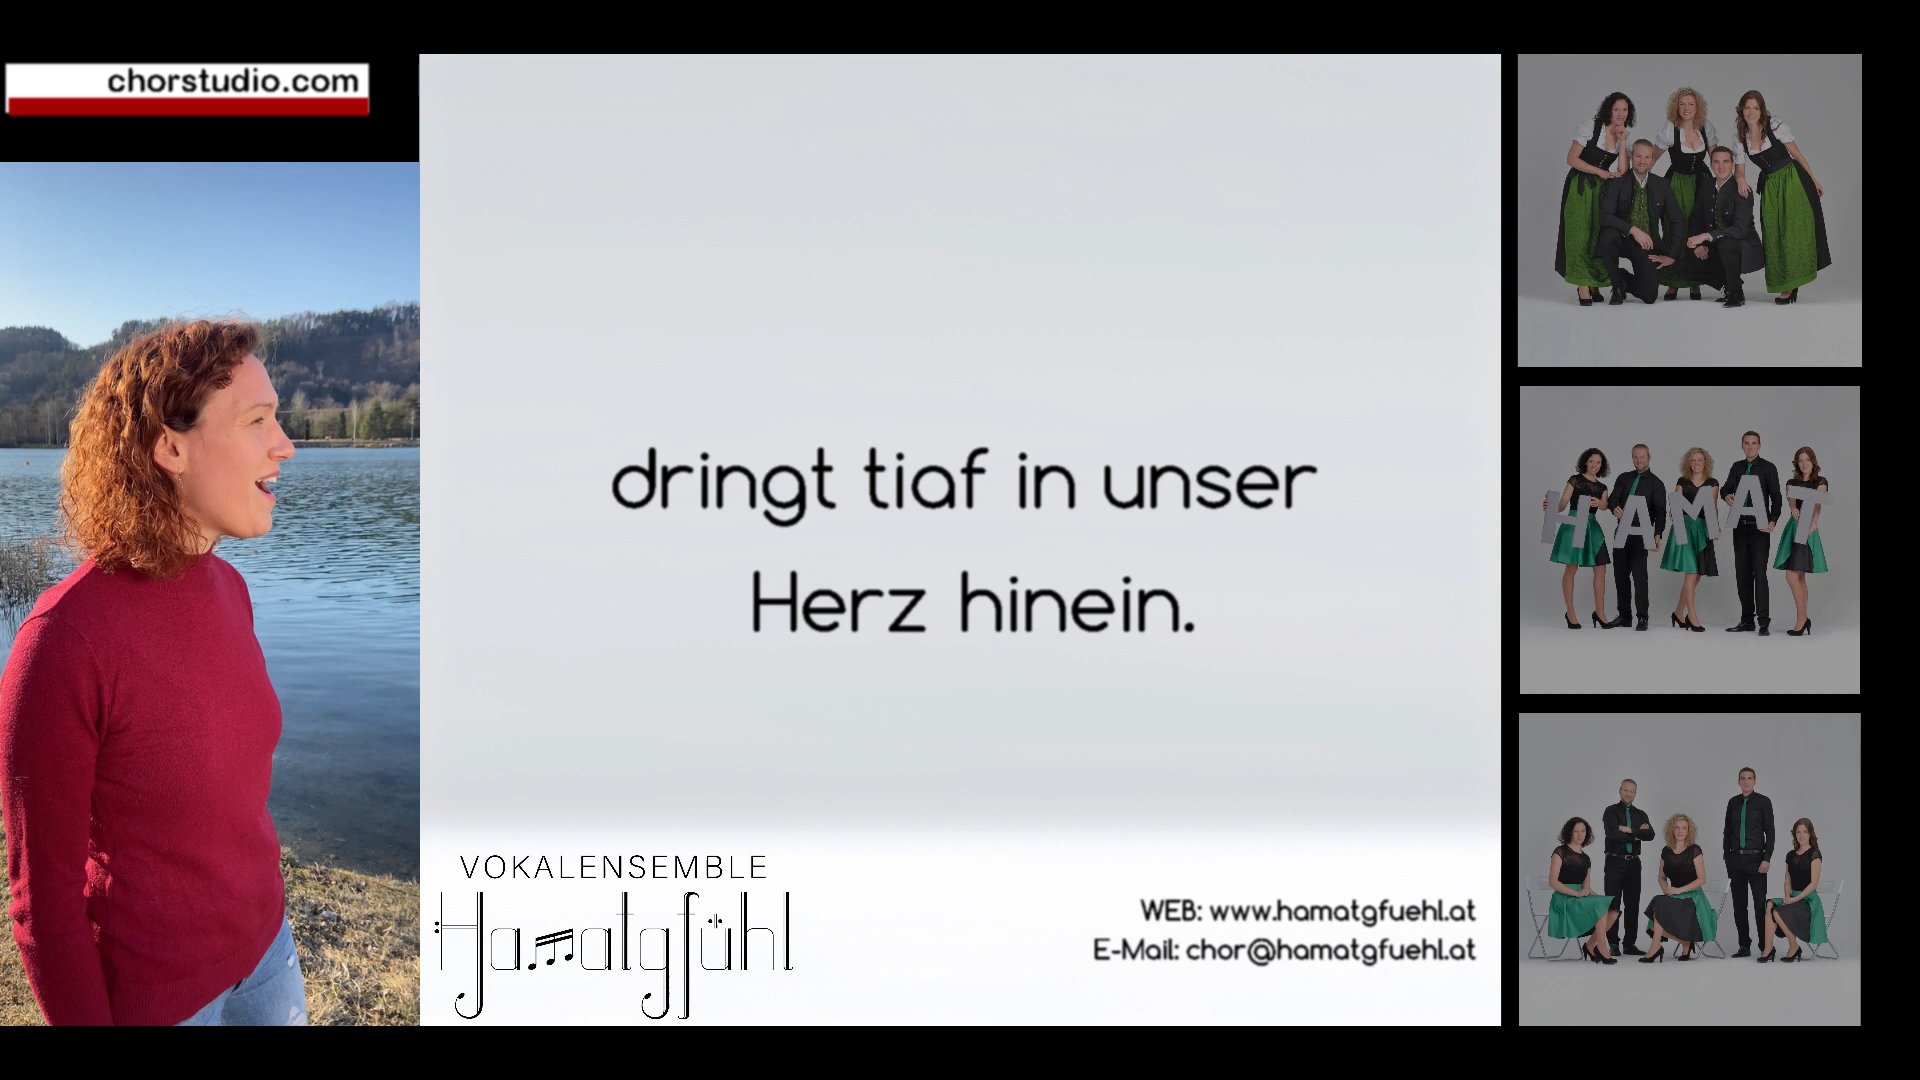 chorstudio.com
dringt tiaf in unser
Herz hinein.
VOKALENSEMBLE
Hamatgfühl
WEB: www.hamatgfuehl.at
E-Mail: chor@hamatgfuehl.at
HAMAT